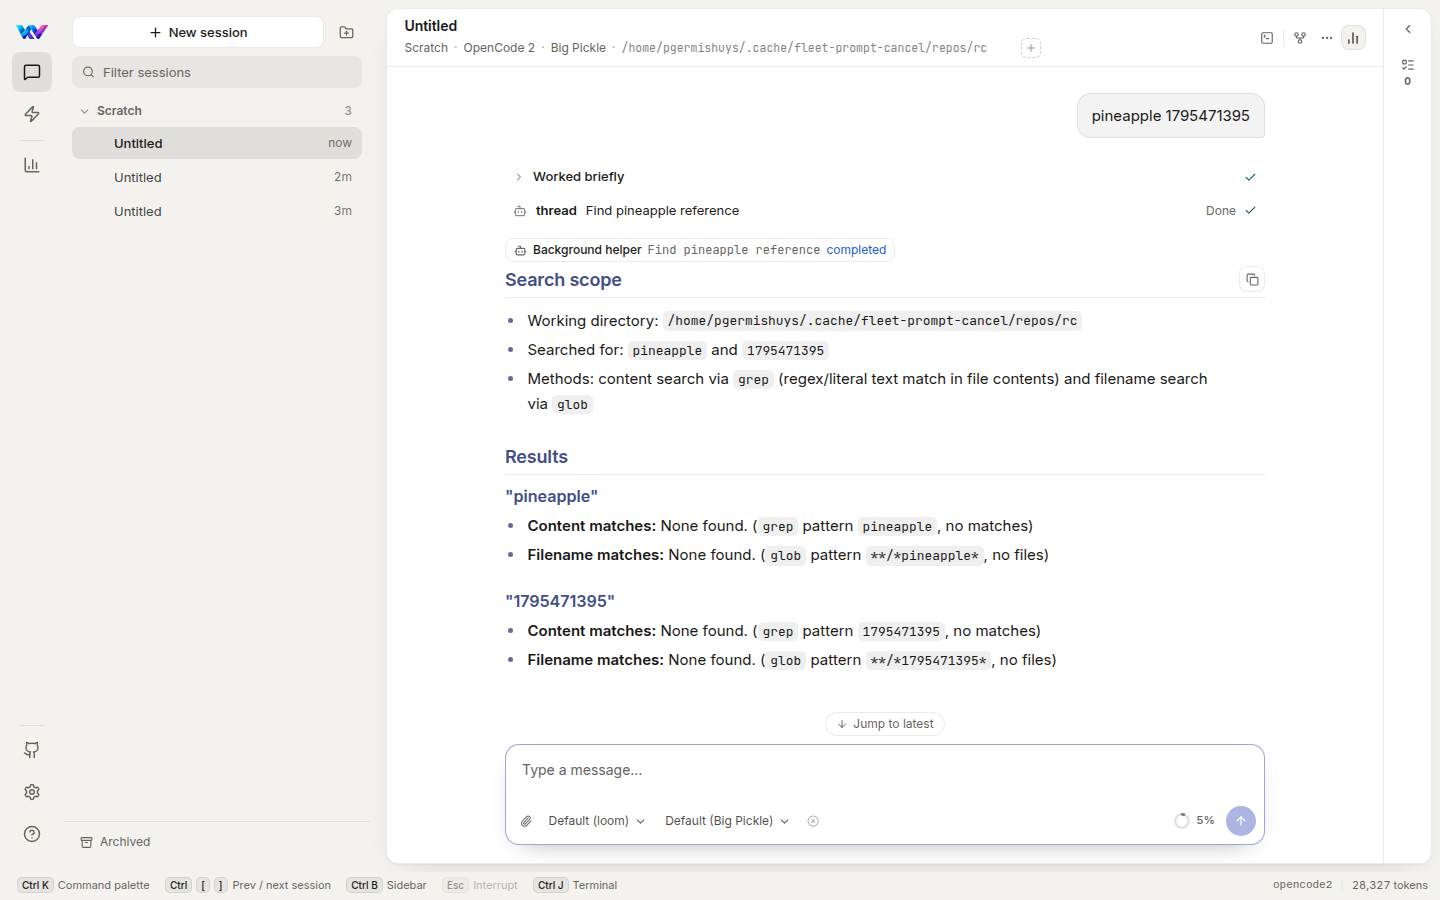 New session
Filter sessions
Scratch 3
Untitled now
Untitled 2m
Untitled 3m
Archived
Untitled
Scratch · OpenCode 2 · Big Pickle · /home/pgermishuys/.cache/fleet-prompt-cancel/repos/rc
0
pineapple 1795471395
Worked briefly
thread Find pineapple reference Done
Background helper Find pineapple reference completed
Search scope
• Working directory: /home/pgermishuys/.cache/fleet-prompt-cancel/repos/rc
• Searched for: pineapple and 1795471395
• Methods: content search via grep (regex/literal text match in file contents) and filename search
via glob
Results
"pineapple"
• Content matches: None found. (grep pattern pineapple, no matches)
• Filename matches: None found. (glob pattern **/*pineapple*, no files)
"1795471395"
• Content matches: None found. (grep pattern 1795471395, no matches)
• Filename matches: None found. (glob pattern **/*1795471395*, no files)
Jump to latest
Type a message...
Default (loom) Default (Big Pickle) 5%
Ctrl K Command palette Ctrl [ ] Prev / next session Ctrl B Sidebar Esc Interrupt Ctrl J Terminal opencode2 28,327 tokens